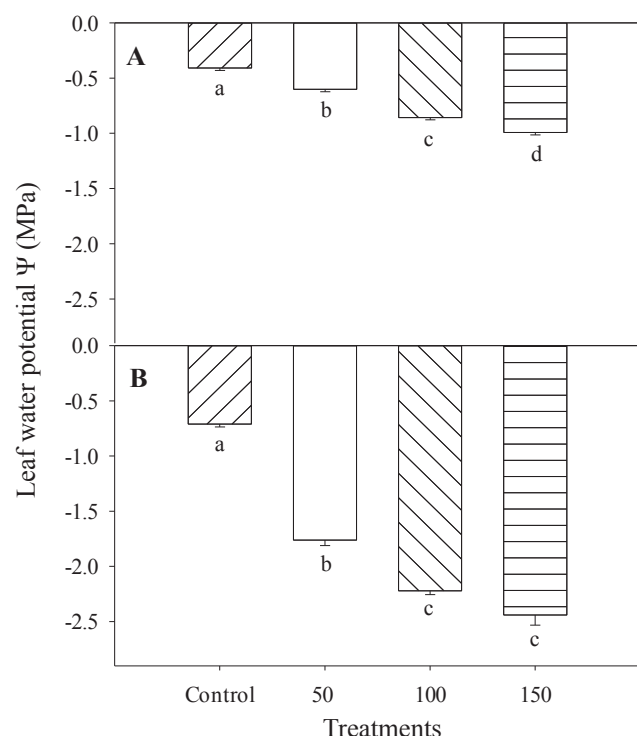 0.0
A
-0.5
a
b
-1.0
c
d
-1.5
-2.0
-2.5
Leaf water potential Ψ (MPa)
0.0
B
-0.5
a
-1.0
-1.5
b
-2.0
c
-2.5
c
Control 50 100 150
Treatments